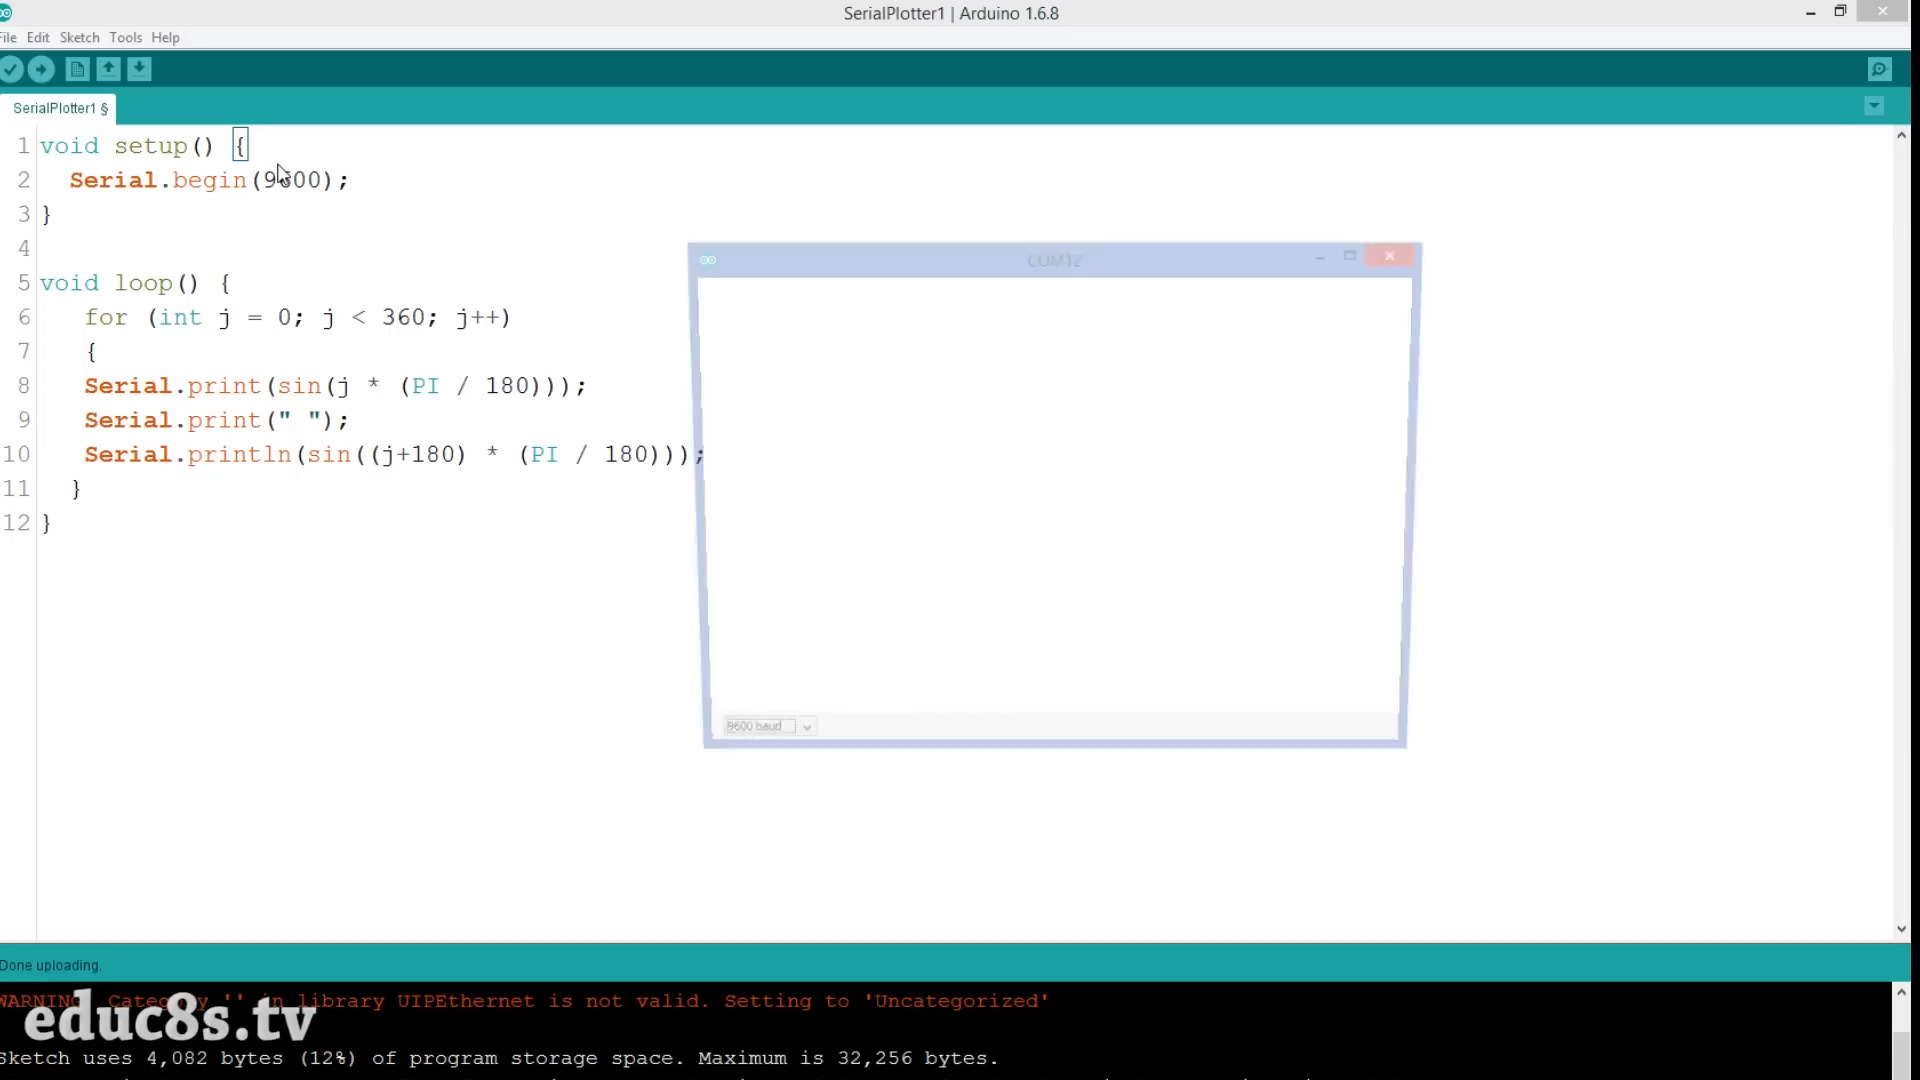 SerialPlotter1 | Arduino 1.6.8
File Edit Sketch Tools Help
SerialPlotter1 §
1 void setup() {
2 Serial.begin(9600);
3 }
4
5 void loop() {
6 for (int j = 0; j < 360; j++)
7 {
8 Serial.print(sin(j * (PI / 180)));
9 Serial.print(" ");
10 Serial.println(sin((j+180) * (PI / 180)));
11 }
12 }
COM12
9600 baud
Done uploading.
WARNING: Category '' in library UIPEthernet is not valid. Setting to 'Uncategorized'
educ8s.tv
Sketch uses 4,082 bytes (12%) of program storage space. Maximum is 32,256 bytes.